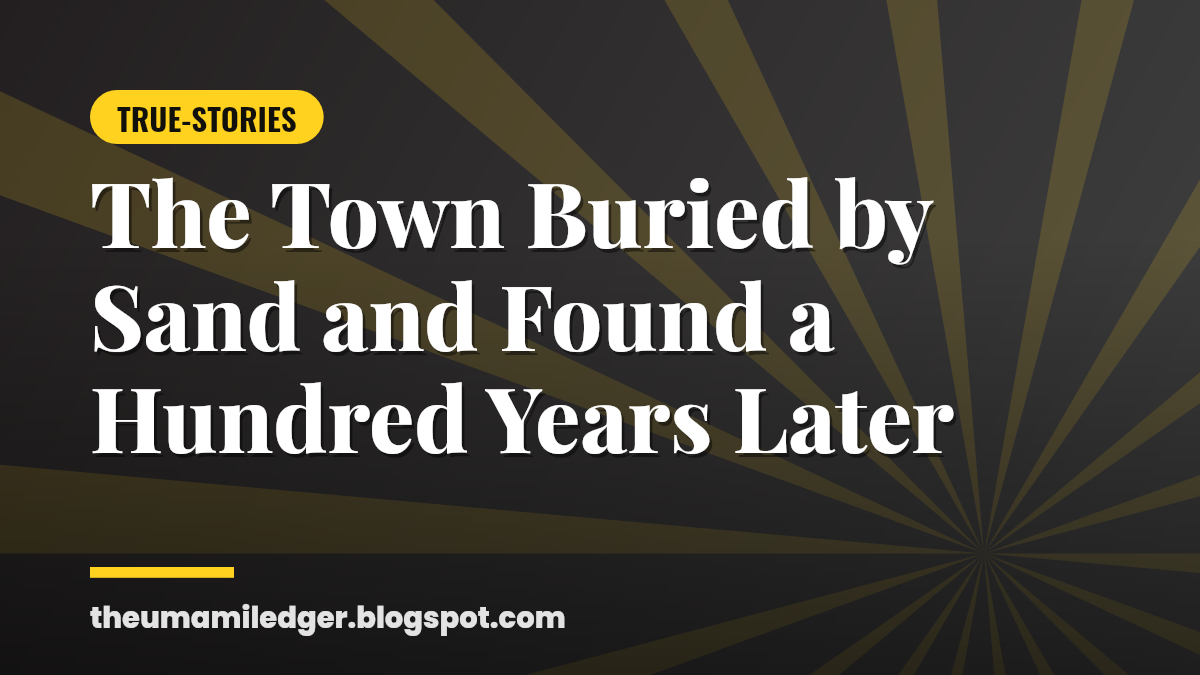 TRUE-STORIES
The Town Buried by
Sand and Found a
Hundred Years Later
theumamiledger.blogspot.com